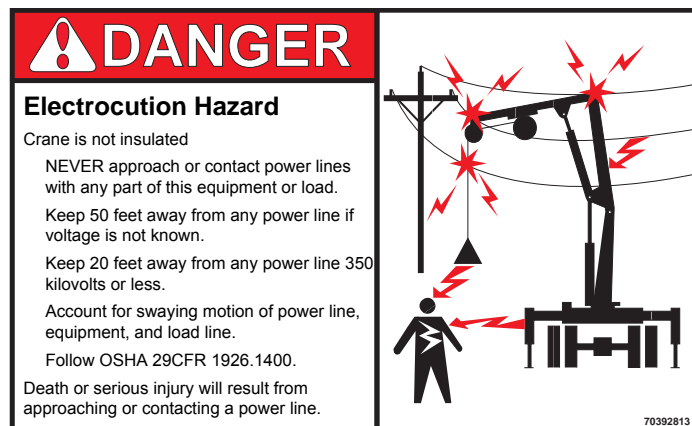 DANGER
Electrocution Hazard
Crane is not insulated
NEVER approach or contact power lines
with any part of this equipment or load.
Keep 50 feet away from any power line if
voltage is not known.
Keep 20 feet away from any power line 350
kilovolts or less.
Account for swaying motion of power line,
equipment, and load line.
Follow OSHA 29CFR 1926.1400.
Death or serious injury will result from
approaching or contacting a power line.
70392813